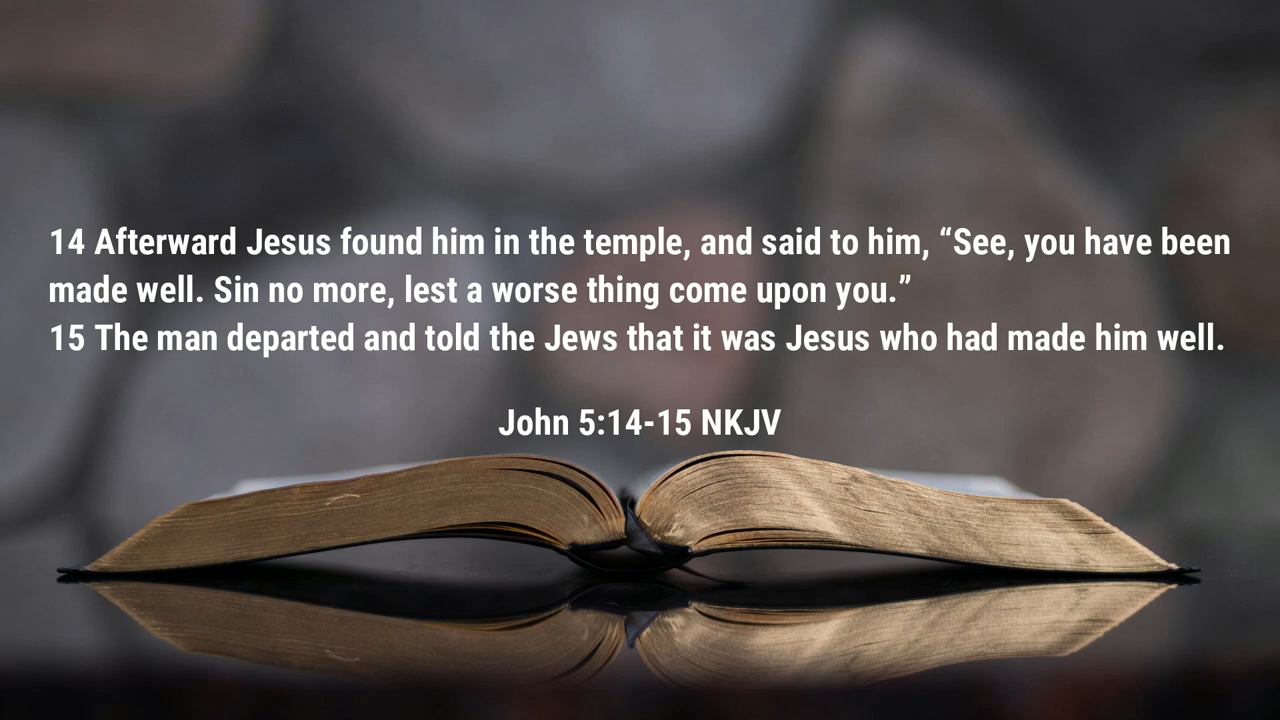 14 Afterward Jesus found him in the temple, and said to him, “See, you have been
made well. Sin no more, lest a worse thing come upon you.”
15 The man departed and told the Jews that it was Jesus who had made him well.
John 5:14-15 NKJV